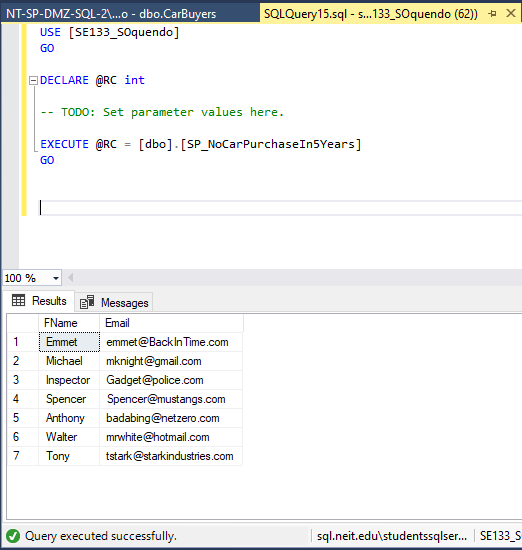 NT-SP-DMZ-SQL-2\...o - dbo.CarBuyers
SQLQuery15.sql - s...133_SOquendo (62))
USE [SE133_SOquendo]
GO
DECLARE @RC int
-- TODO: Set parameter values here.
EXECUTE @RC = [dbo].[SP_NoCarPurchaseIn5Years]
GO
100 %
Results Messages
FName Email
1 Emmet emmet@BackInTime.com
2 Michael mknight@gmail.com
3 Inspector Gadget@police.com
4 Spencer Spencer@mustangs.com
5 Anthony badabing@netzero.com
6 Walter mrwhite@hotmail.com
7 Tony tstark@starkindustries.com
Query executed successfully. sql.neit.edu\studentssqlser... SE133_S